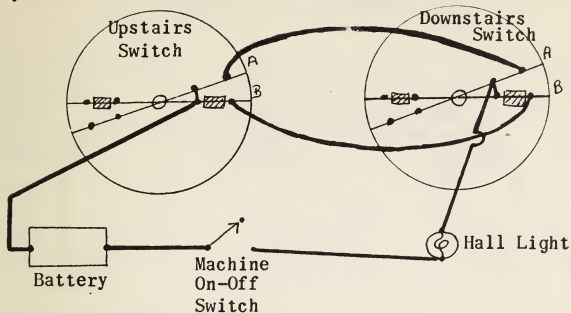 Upstairs
Switch
A
B
Downstairs
Switch
A
B
Battery
Machine
On-Off
Switch
Hall Light